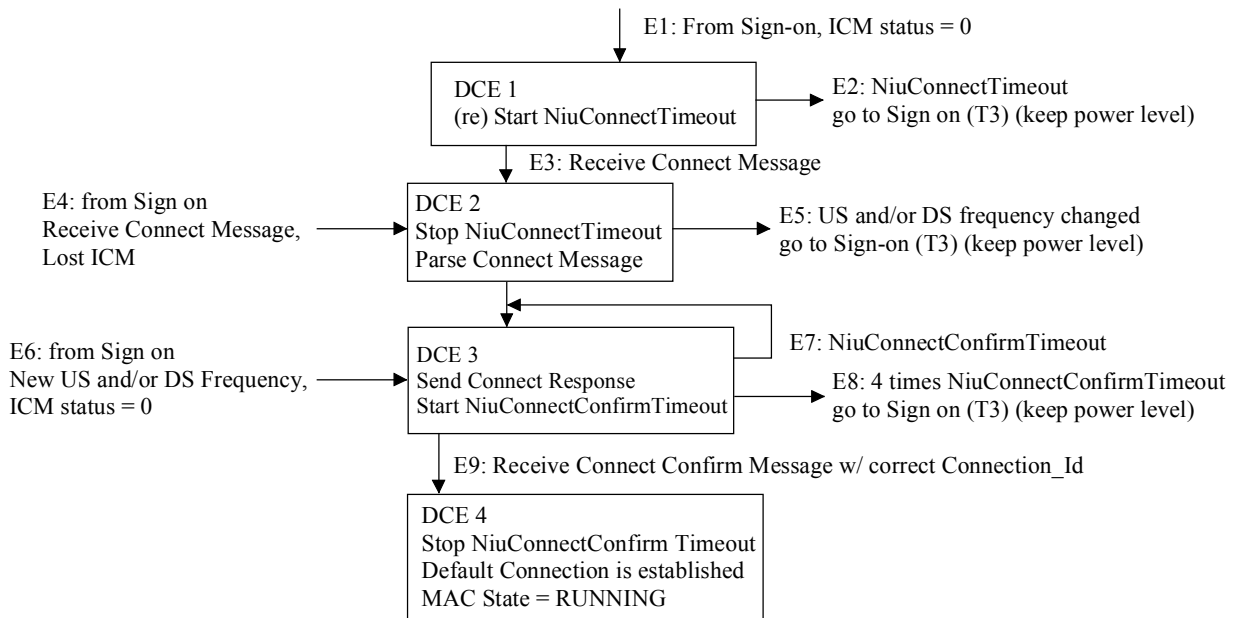 E1: From Sign-on, ICM status = 0
DCE 1
(re) Start NiuConnectTimeout
E2: NiuConnectTimeout
go to Sign on (T3) (keep power level)
E3: Receive Connect Message
E4: from Sign on
Receive Connect Message,
Lost ICM
DCE 2
Stop NiuConnectTimeout
Parse Connect Message
E5: US and/or DS frequency changed
go to Sign-on (T3) (keep power level)
E6: from Sign on
New US and/or DS Frequency,
ICM status = 0
DCE 3
Send Connect Response
Start NiuConnectConfirmTimeout
E7: NiuConnectConfirmTimeout
E8: 4 times NiuConnectConfirmTimeout
go to Sign on (T3) (keep power level)
E9: Receive Connect Confirm Message w/ correct Connection_Id
DCE 4
Stop NiuConnectConfirm Timeout
Default Connection is established
MAC State = RUNNING